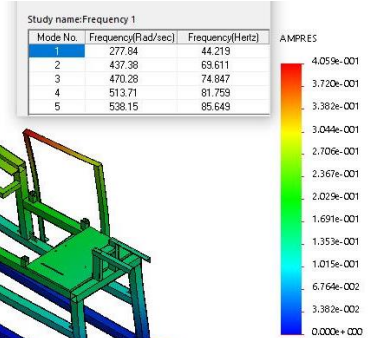 Study name:Frequency 1
Mode No. Frequency(Rad/sec) Frequency(Hertz)
1 277.84 44.219
2 437.38 69.611
3 470.28 74.847
4 513.71 81.759
5 538.15 85.649
AMPRES
4.059e-001
3.720e-001
3.382e-001
3.044e-001
2.706e-001
2.367e-001
2.029e-001
1.691e-001
1.353e-001
1.015e-001
6.764e-002
3.382e-002
0.000e+000